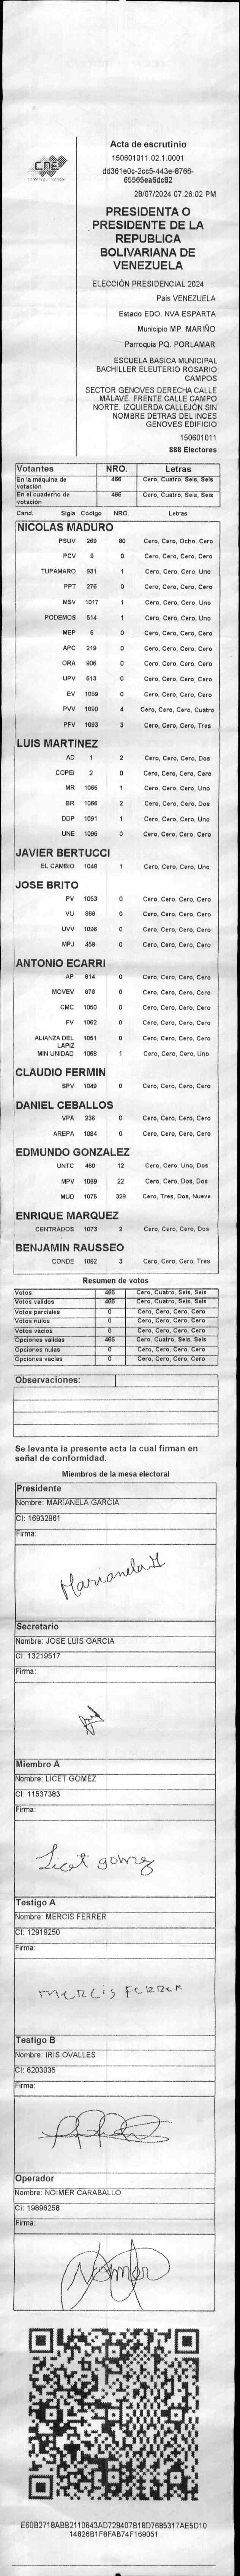 CNE
Acta de escrutinio
150601011.02.1.0001
dd361e0c-2cc5-443e-8766-
65565ea6dc82
28/07/2024 07:26:02 PM
PRESIDENTA O
PRESIDENTE DE LA
REPUBLICA
BOLIVARIANA DE
VENEZUELA
ELECCIÓN PRESIDENCIAL 2024
País VENEZUELA
Estado EDO. NVA.ESPARTA
Municipio MP. MARIÑO
Parroquia PQ. PORLAMAR
ESCUELA BASICA MUNICIPAL
BACHILLER ELEUTERIO ROSARIO
CAMPOS
SECTOR GENOVES DERECHA CALLE
MALAVE. FRENTE CALLE CAMPO
NORTE. IZQUIERDA CALLEJÓN SIN
NOMBRE DETRAS DEL INCES
GENOVES EDIFICIO
150601011
888 Electores
Votantes NRO. Letras
En la máquina de votación 466 Cero, Cuatro, Seis, Seis
En el cuaderno de votación 466 Cero, Cuatro, Seis, Seis
Cand. Sigla Código NRO. Letras
NICOLAS MADURO
PSUV 269 80 Cero, Cero, Ocho, Cero
PCV 9 0 Cero, Cero, Cero, Cero
TUPAMARO 931 1 Cero, Cero, Cero, Uno
PPT 276 0 Cero, Cero, Cero, Cero
MSV 1017 1 Cero, Cero, Cero, Uno
PODEMOS 514 1 Cero, Cero, Cero, Uno
MEP 6 0 Cero, Cero, Cero, Cero
APC 219 0 Cero, Cero, Cero, Cero
ORA 906 0 Cero, Cero, Cero, Cero
UPV 513 0 Cero, Cero, Cero, Cero
EV 1089 0 Cero, Cero, Cero, Cero
PVV 1090 4 Cero, Cero, Cero, Cuatro
PFV 1093 3 Cero, Cero, Cero, Tres
LUIS MARTINEZ
AD 1 2 Cero, Cero, Cero, Dos
COPEI 2 0 Cero, Cero, Cero, Cero
MR 1065 1 Cero, Cero, Cero, Uno
BR 1066 2 Cero, Cero, Cero, Dos
DDP 1091 1 Cero, Cero, Cero, Uno
UNE 1095 0 Cero, Cero, Cero, Cero
JAVIER BERTUCCI
EL CAMBIO 1048 1 Cero, Cero, Cero, Uno
JOSE BRITO
PV 1053 0 Cero, Cero, Cero, Cero
VU 968 0 Cero, Cero, Cero, Cero
UVV 1096 0 Cero, Cero, Cero, Cero
MPJ 458 0 Cero, Cero, Cero, Cero
ANTONIO ECARRI
AP 814 0 Cero, Cero, Cero, Cero
MOVEV 878 0 Cero, Cero, Cero, Cero
CMC 1050 0 Cero, Cero, Cero, Cero
FV 1062 0 Cero, Cero, Cero, Cero
ALIANZA DEL LAPIZ 1051 0 Cero, Cero, Cero, Cero
MIN UNIDAD 1068 1 Cero, Cero, Cero, Uno
CLAUDIO FERMIN
SPV 1049 0 Cero, Cero, Cero, Cero
DANIEL CEBALLOS
VPA 236 0 Cero, Cero, Cero, Cero
AREPA 1094 0 Cero, Cero, Cero, Cero
EDMUNDO GONZALEZ
UNTC 460 12 Cero, Cero, Uno, Dos
MPV 1069 22 Cero, Cero, Dos, Dos
MUD 1075 329 Cero, Tres, Dos, Nueve
ENRIQUE MARQUEZ
CENTRADOS 1073 2 Cero, Cero, Cero, Dos
BENJAMIN RAUSSEO
CONDE 1092 3 Cero, Cero, Cero, Tres
Resumen de votos
Votos 466 Cero, Cuatro, Seis, Seis
Votos validos 466 Cero, Cuatro, Seis, Seis
Votos parciales 0 Cero, Cero, Cero, Cero
Votos nulos 0 Cero, Cero, Cero, Cero
Votos vacios 0 Cero, Cero, Cero, Cero
Opciones validas 466 Cero, Cuatro, Seis, Seis
Opciones nulas 0 Cero, Cero, Cero, Cero
Opciones vacias 0 Cero, Cero, Cero, Cero
Observaciones:
Se levanta la presente acta la cual firman en
señal de conformidad.
Miembros de la mesa electoral
Presidente
Nombre: MARIANELA GARCIA
CI: 16932961
Firma:
Marianela G
Secretario
Nombre: JOSE LUIS GARCIA
CI: 13219517
Firma:
Miembro A
Nombre: LICET GOMEZ
CI: 11537383
Firma:
Licet gomez
Testigo A
Nombre: MERCIS FERRER
CI: 12919250
Firma:
MERCIS FERRER
Testigo B
Nombre: IRIS OVALLES
CI: 6203035
Firma:
Operador
Nombre: NOIMER CARABALLO
CI: 19896258
Firma:
Noimer
E60B2718ABB2110643AD72B407B18D7685317AE5D10
14826B1F8FAB74F169051